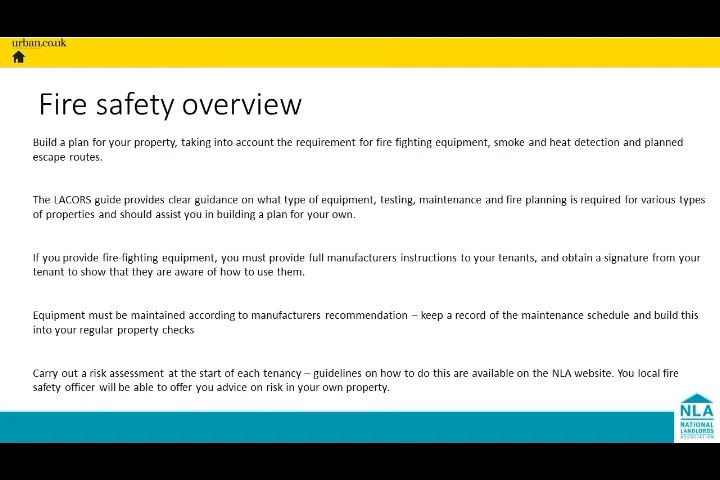 urban.co.uk
Fire safety overview
Build a plan for your property, taking into account the requirement for fire fighting equipment, smoke and heat detection and planned
escape routes.
The LACORS guide provides clear guidance on what type of equipment, testing, maintenance and fire planning is required for various types
of properties and should assist you in building a plan for your own.
If you provide fire-fighting equipment, you must provide full manufacturers instructions to your tenants, and obtain a signature from your
tenant to show that they are aware of how to use them.
Equipment must be maintained according to manufacturers recommendation – keep a record of the maintenance schedule and build this
into your regular property checks
Carry out a risk assessment at the start of each tenancy – guidelines on how to do this are available on the NLA website. You local fire
safety officer will be able to offer you advice on risk in your own property.
NLA
NATIONAL
LANDLORDS
ASSOCIATION